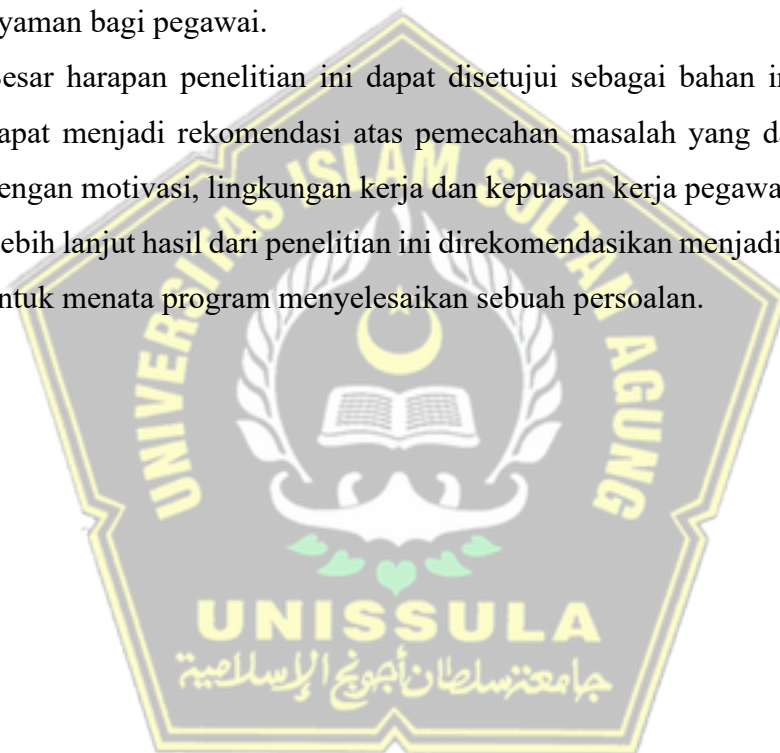 yaman bagi pegawai.
esar harapan penelitian ini dapat disetujui sebagai bahan in
apat menjadi rekomendasi atas pemecahan masalah yang d
engan motivasi, lingkungan kerja dan kepuasan kerja pegawa
ebih lanjut hasil dari penelitian ini direkomendasikan menjadi
ntuk menata program menyelesaikan sebuah persoalan.
UNIVERSITAS ISLAM SULTAN AGUNG
UNISSULA
جامعة سلطان أجونج الإسلامية